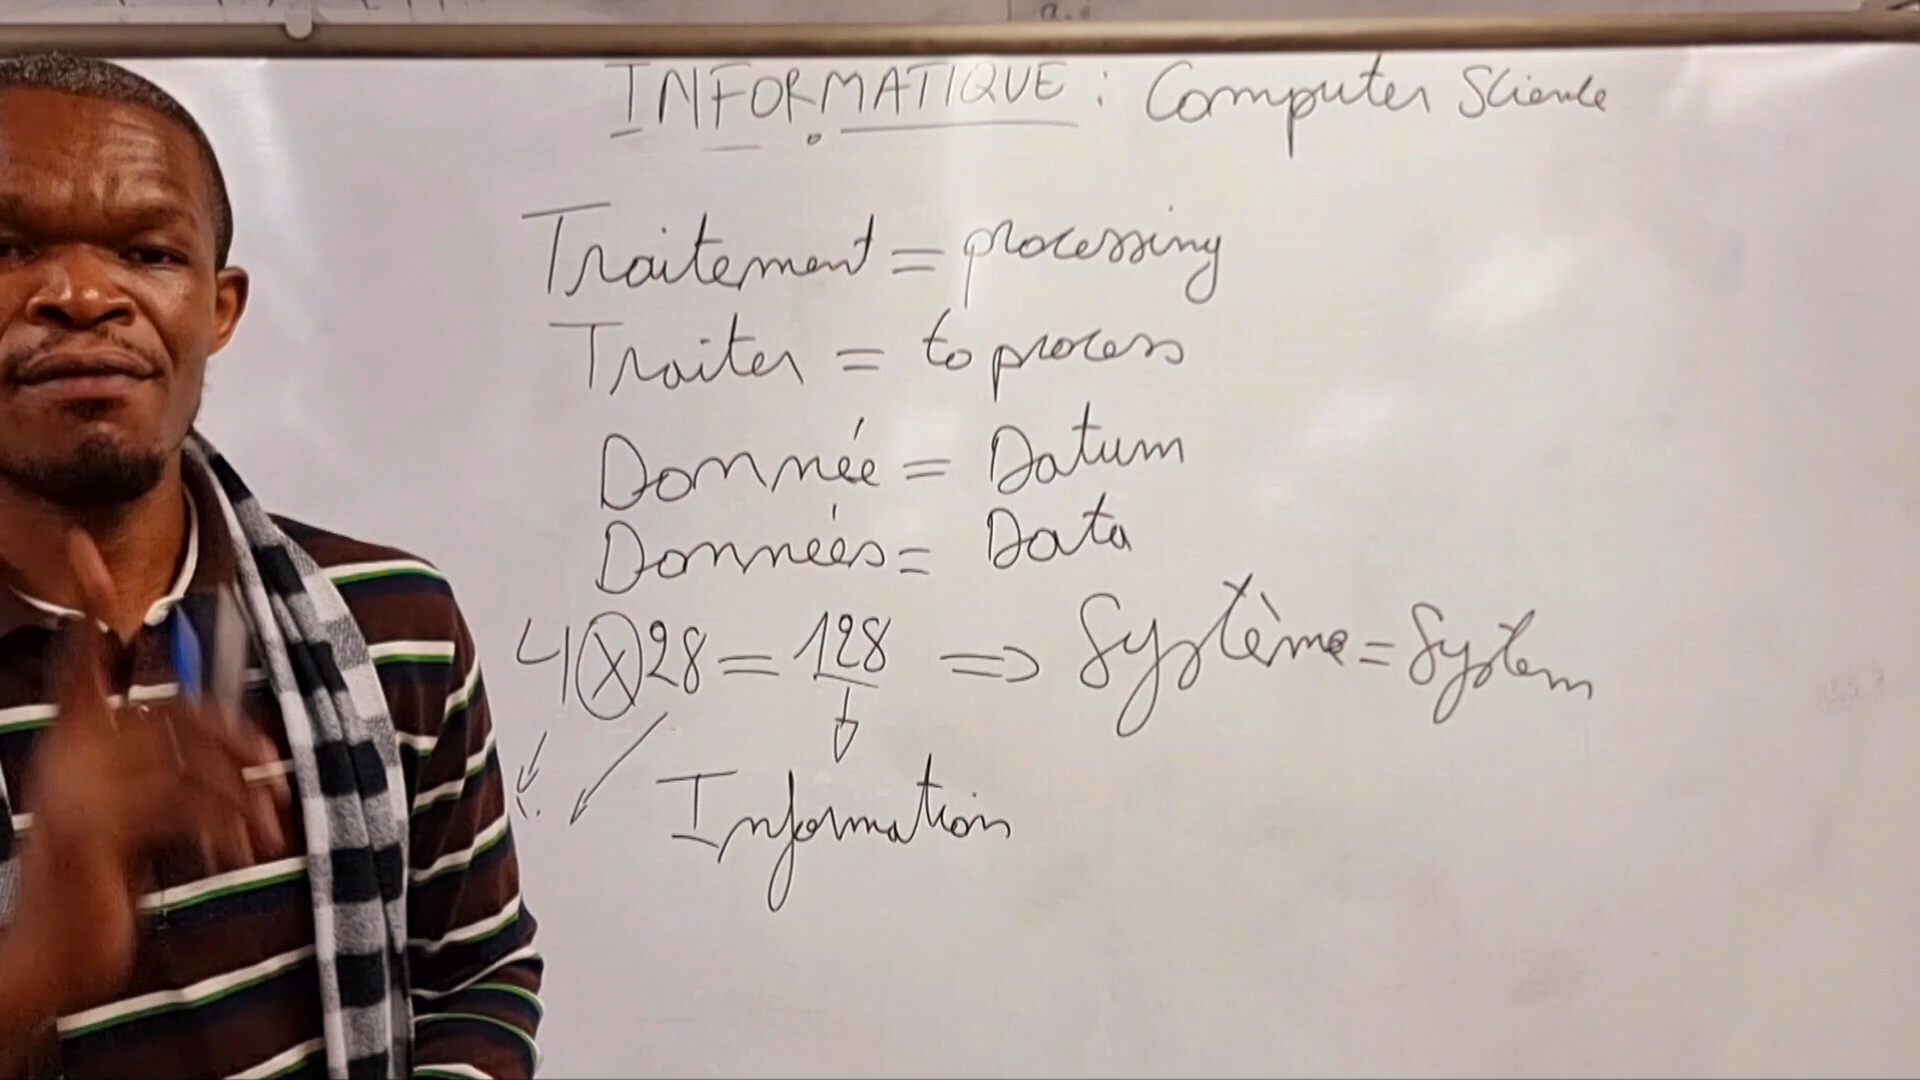 INFORMATIQUE : Computer Science
Traitement = processing
Traiter = to process
Donnée = Datum
Données = Data
4 x 28 = 128 => Système = System
Information